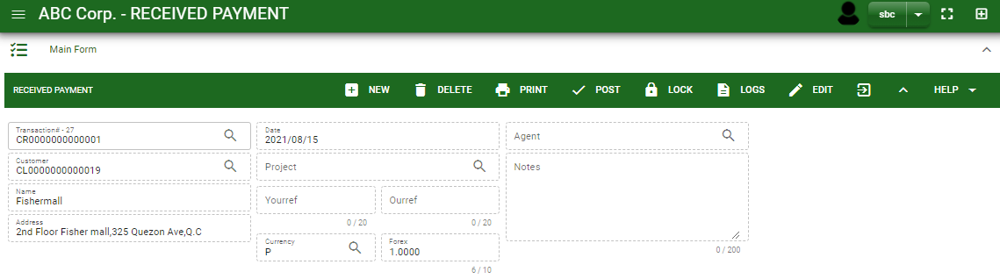 ABC Corp. - RECEIVED PAYMENT
sbc
Main Form
RECEIVED PAYMENT
NEW
DELETE
PRINT
POST
LOCK
LOGS
EDIT
HELP
Transaction# - 27
CR0000000000001
Customer
CL0000000000019
Name
Fishermall
Address
2nd Floor Fisher mall,325 Quezon Ave,Q.C
Date
2021/08/15
Project
Yourref
0 / 20
Ourref
0 / 20
Currency
P
Forex
1.0000
6 / 10
Agent
Notes
0 / 200